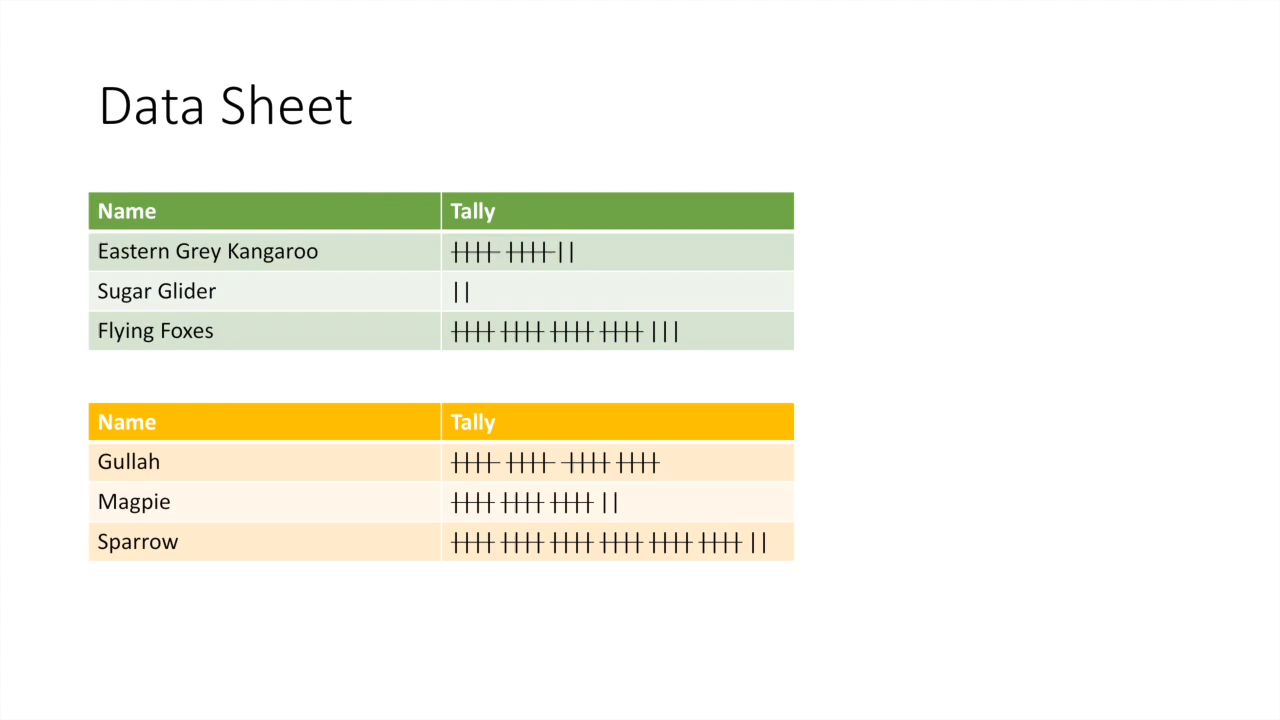 Data Sheet
Name Tally
Eastern Grey Kangaroo ++++ ++++ ||
Sugar Glider ||
Flying Foxes ++++ ++++ ++++ ++++ |||
Name Tally
Gullah ++++ ++++ ++++ ++++
Magpie ++++ ++++ ++++ ||
Sparrow ++++ ++++ ++++ ++++ ++++ ++++ ||